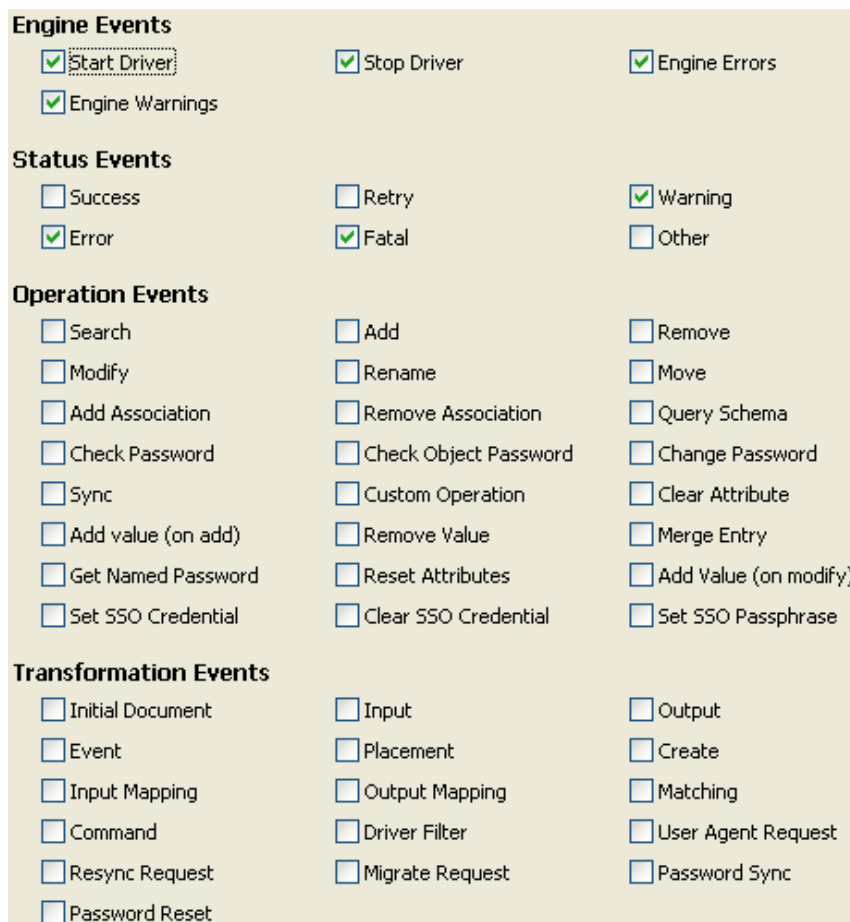 Engine Events
Start Driver Stop Driver Engine Errors
Engine Warnings
Status Events
Success Retry Warning
Error Fatal Other
Operation Events
Search Add Remove
Modify Rename Move
Add Association Remove Association Query Schema
Check Password Check Object Password Change Password
Sync Custom Operation Clear Attribute
Add value (on add) Remove Value Merge Entry
Get Named Password Reset Attributes Add Value (on modify)
Set SSO Credential Clear SSO Credential Set SSO Passphrase
Transformation Events
Initial Document Input Output
Event Placement Create
Input Mapping Output Mapping Matching
Command Driver Filter User Agent Request
Resync Request Migrate Request Password Sync
Password Reset